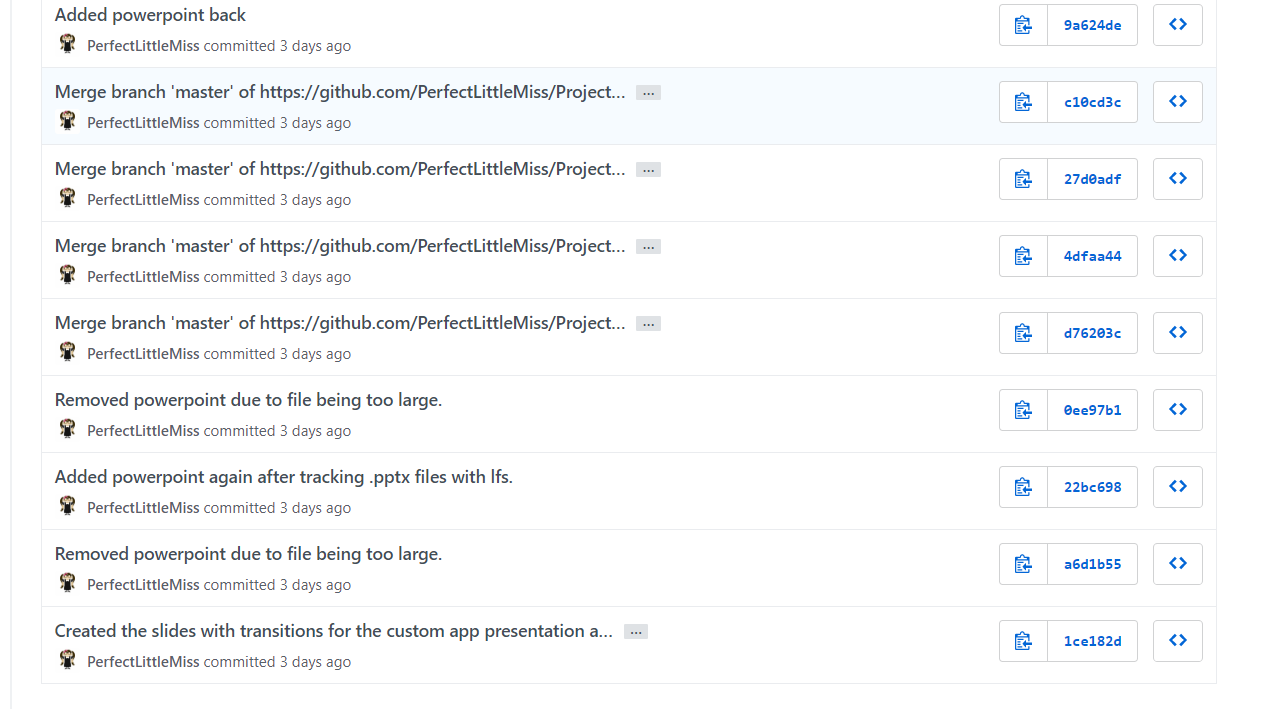 Added powerpoint back
9a624de
PerfectLittleMiss committed 3 days ago
Merge branch 'master' of https://github.com/PerfectLittleMiss/Project... ...
c10cd3c
PerfectLittleMiss committed 3 days ago
Merge branch 'master' of https://github.com/PerfectLittleMiss/Project... ...
27d0adf
PerfectLittleMiss committed 3 days ago
Merge branch 'master' of https://github.com/PerfectLittleMiss/Project... ...
4dfaa44
PerfectLittleMiss committed 3 days ago
Merge branch 'master' of https://github.com/PerfectLittleMiss/Project... ...
d76203c
PerfectLittleMiss committed 3 days ago
Removed powerpoint due to file being too large.
0ee97b1
PerfectLittleMiss committed 3 days ago
Added powerpoint again after tracking .pptx files with lfs.
22bc698
PerfectLittleMiss committed 3 days ago
Removed powerpoint due to file being too large.
a6d1b55
PerfectLittleMiss committed 3 days ago
Created the slides with transitions for the custom app presentation a... ...
1ce182d
PerfectLittleMiss committed 3 days ago